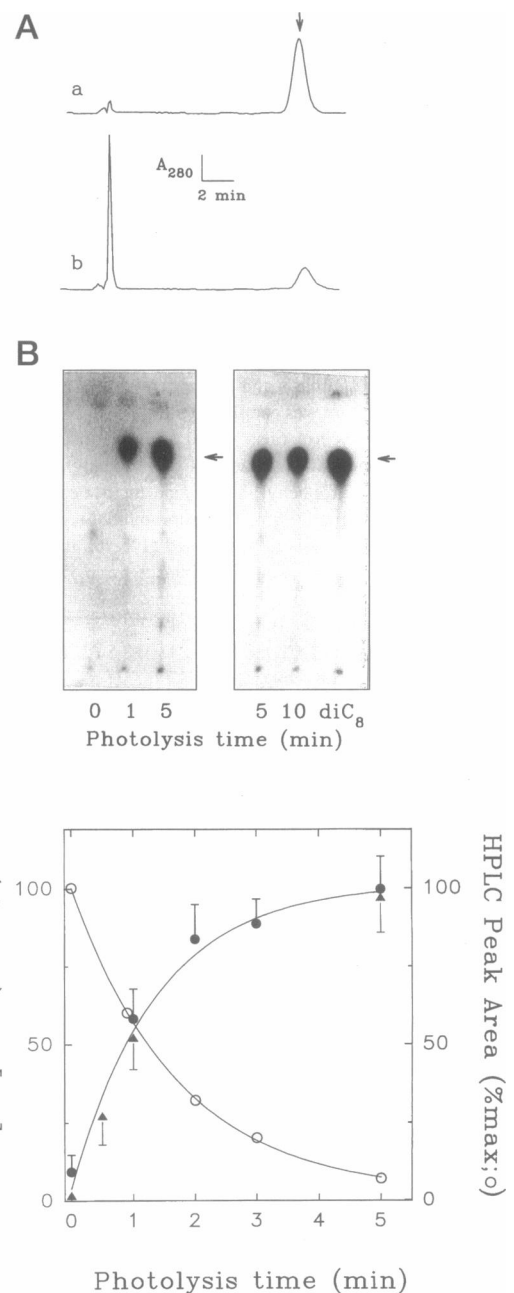 A
a
A280
2 min
b
B
0 1 5
5 10 diC8
Photolysis time (min)
100
50
0
100
50
0
HPLC Peak Area (%max;o)
0 1 2 3 4 5
Photolysis time (min)